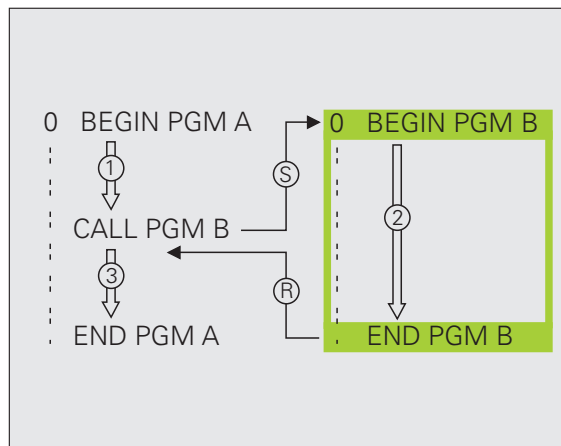 0 BEGIN PGM A
1
S
CALL PGM B
3
R
END PGM A
0 BEGIN PGM B
2
END PGM B